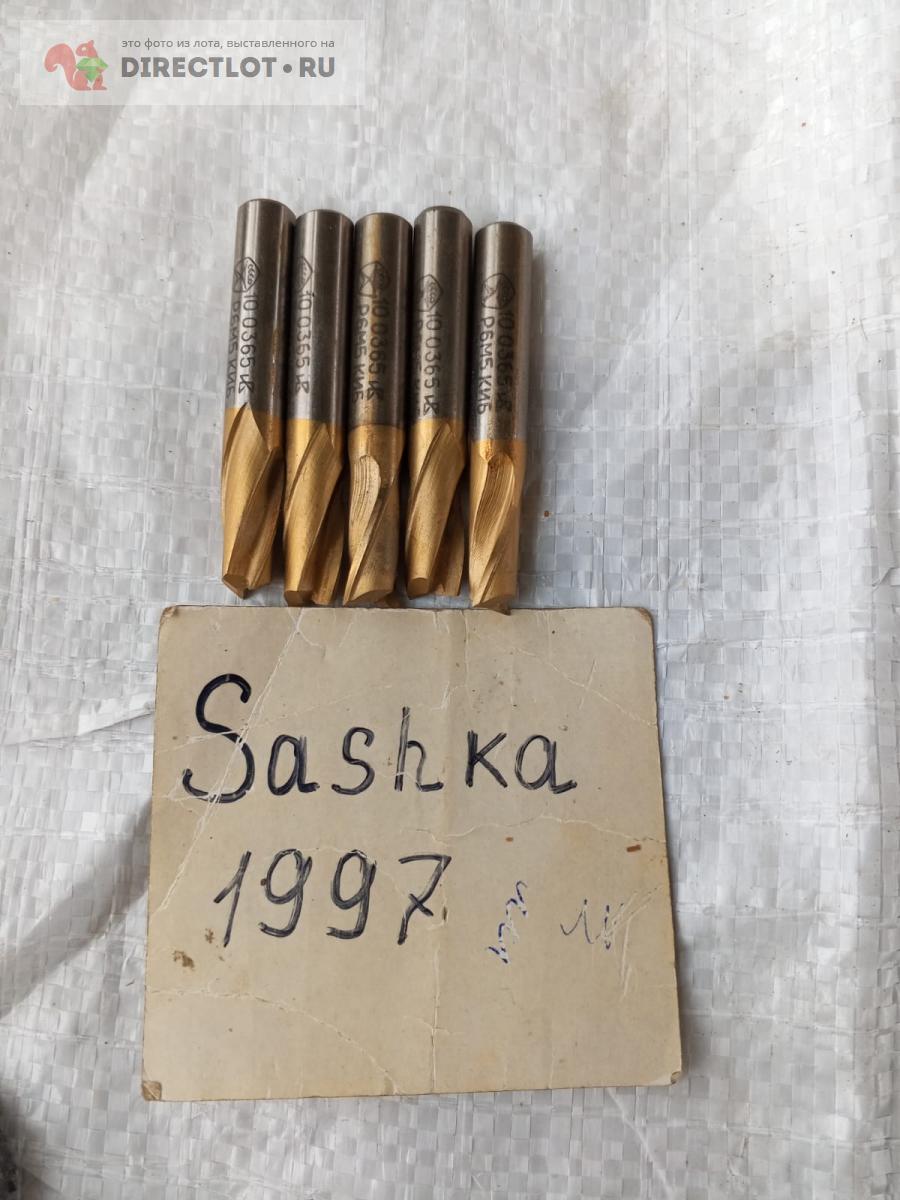 это фото из лота, выставленного на
DIRECTLOT.RU
10 0365
Р6М5 КИБ
10 0365
10 0365
Р6М5 КИБ
10 0365
10 0365
Р6М5 КИБ
Sashka
1997